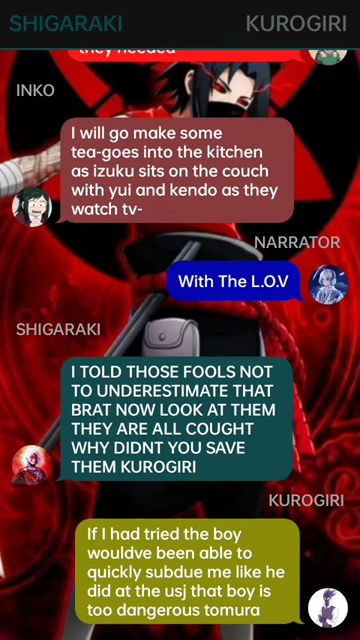 SHIGARAKI KUROGIRI
they needed
INKO
I will go make some
tea-goes into the kitchen
as izuku sits on the couch
with yui and kendo as they
watch tv-
NARRATOR
With The L.O.V
SHIGARAKI
I TOLD THOSE FOOLS NOT
TO UNDERESTIMATE THAT
BRAT NOW LOOK AT THEM
THEY ARE ALL COUGHT
WHY DIDNT YOU SAVE
THEM KUROGIRI
KUROGIRI
If I had tried the boy
wouldve been able to
quickly subdue me like he
did at the usj that boy is
too dangerous tomura